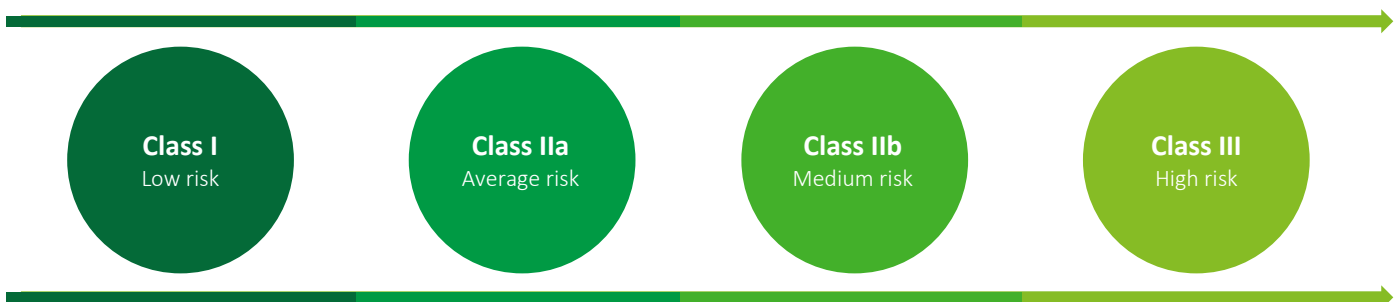 Class I
Low risk
Class IIa
Average risk
Class IIb
Medium risk
Class III
High risk